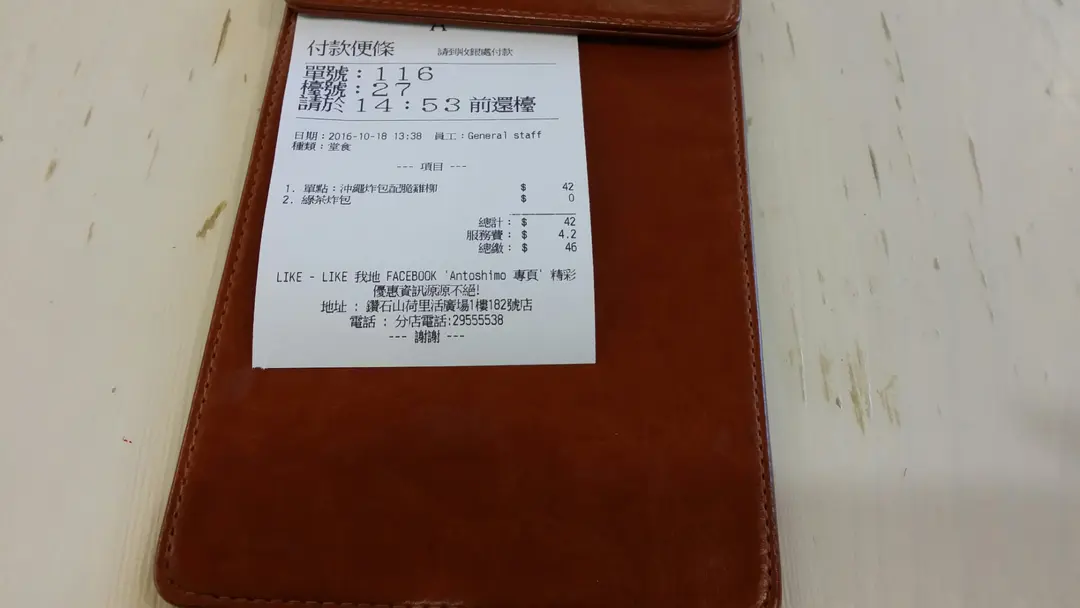 A
付款便條 請到收銀處付款
單號：116
檯號：27
請於 14：53 前還檯
日期：2016-10-18 13:38 員工：General staff
種類：堂食
--- 項目 ---
1. 單點：沖繩炸包配脆雞柳 $ 42
2. 綠茶炸包 $ 0
總計： $ 42
服務費： $ 4.2
總繳： $ 46
LIKE - LIKE 我地 FACEBOOK 'Antoshimo 專頁' 精彩
優惠資訊源源不絕!
地址 : 鑽石山荷里活廣場1樓182號店
電話 : 分店電話:29555538
--- 謝謝 ---